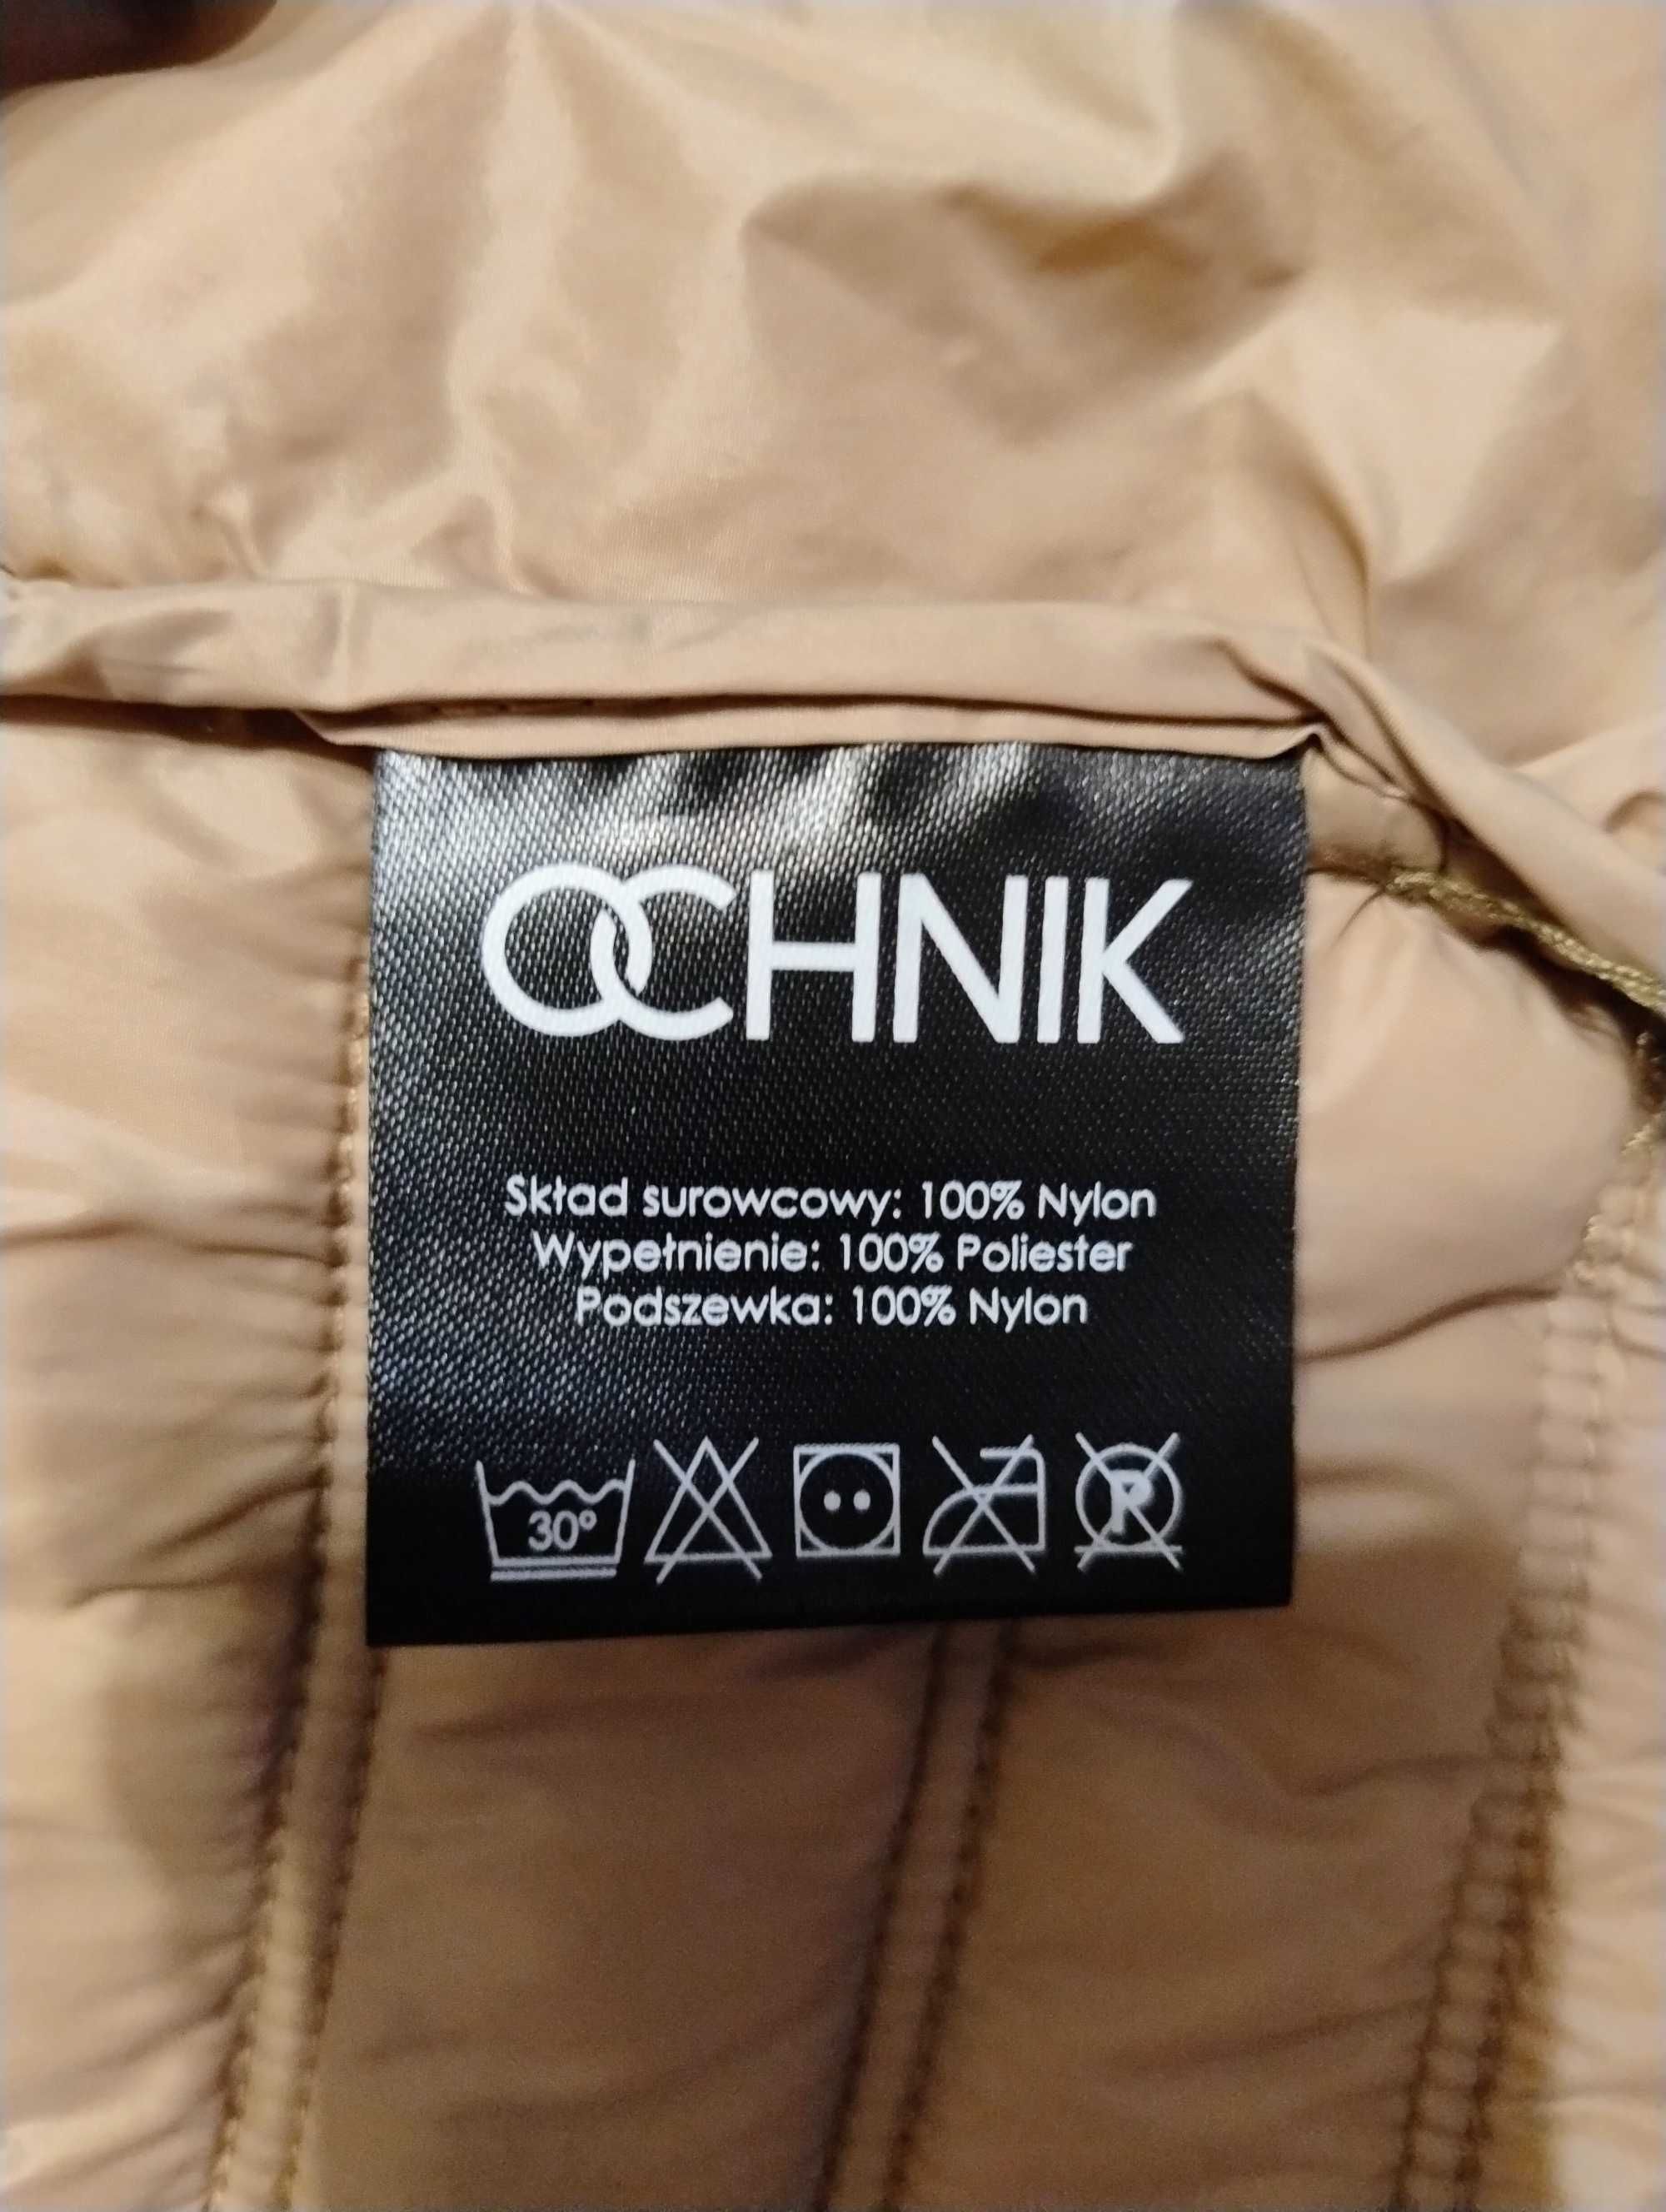 OCHNIK
Skład surowcowy: 100% Nylon
Wypełnienie: 100% Poliester
Podszewka: 100% Nylon
30° P